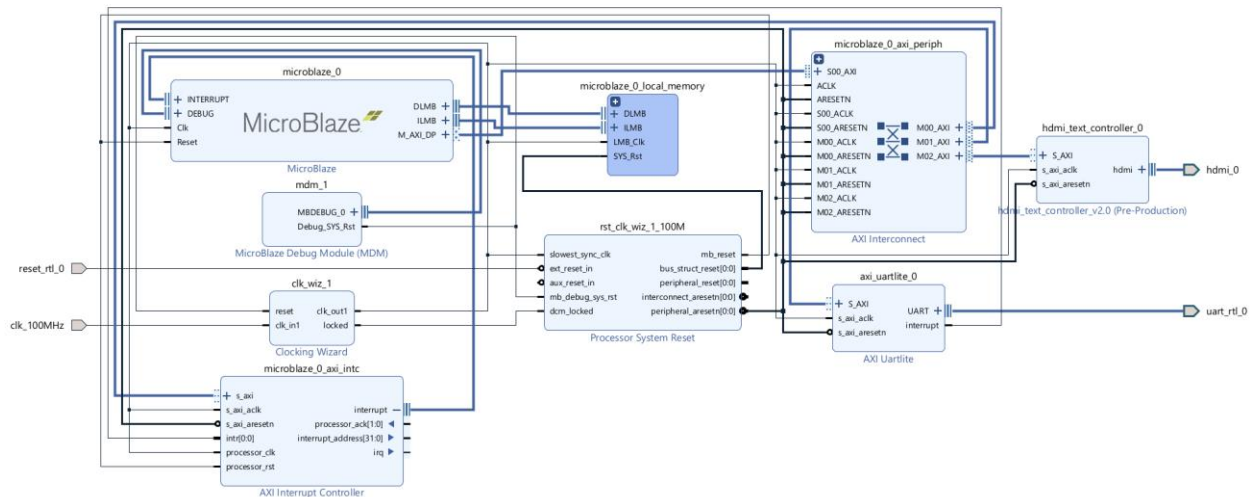 microblaze_0
INTERRUPT
DEBUG
Clk
Reset
MicroBlaze
DLMB
ILMB
M_AXI_DP
MicroBlaze
microblaze_0_local_memory
DLMB
ILMB
LMB_Clk
SYS_Rst
microblaze_0_axi_periph
S00_AXI
ACLK
ARESETN
S00_ACLK
S00_ARESETN
M00_ACLK
M00_ARESETN
M01_ACLK
M01_ARESETN
M02_ACLK
M02_ARESETN
M00_AXI
M01_AXI
M02_AXI
AXI Interconnect
hdmi_text_controller_0
S_AXI
s_axi_aclk
s_axi_aresetn
hdmi
hdmi_text_controller_v2.0 (Pre-Production)
hdmi_0
mdm_1
MBDEBUG_0
Debug_SYS_Rst
MicroBlaze Debug Module (MDM)
reset_rtl_0
clk_100MHz
clk_wiz_1
reset
clk_in1
clk_out1
locked
Clocking Wizard
rst_clk_wiz_1_100M
slowest_sync_clk
ext_reset_in
aux_reset_in
mb_debug_sys_rst
dcm_locked
mb_reset
bus_struct_reset[0:0]
peripheral_reset[0:0]
interconnect_aresetn[0:0]
peripheral_aresetn[0:0]
Processor System Reset
axi_uartlite_0
S_AXI
s_axi_aclk
s_axi_aresetn
UART
interrupt
AXI Uartlite
uart_rtl_0
microblaze_0_axi_intc
s_axi
s_axi_aclk
s_axi_aresetn
intr[0:0]
processor_clk
processor_rst
interrupt
processor_ack[1:0]
interrupt_address[31:0]
irq
AXI Interrupt Controller